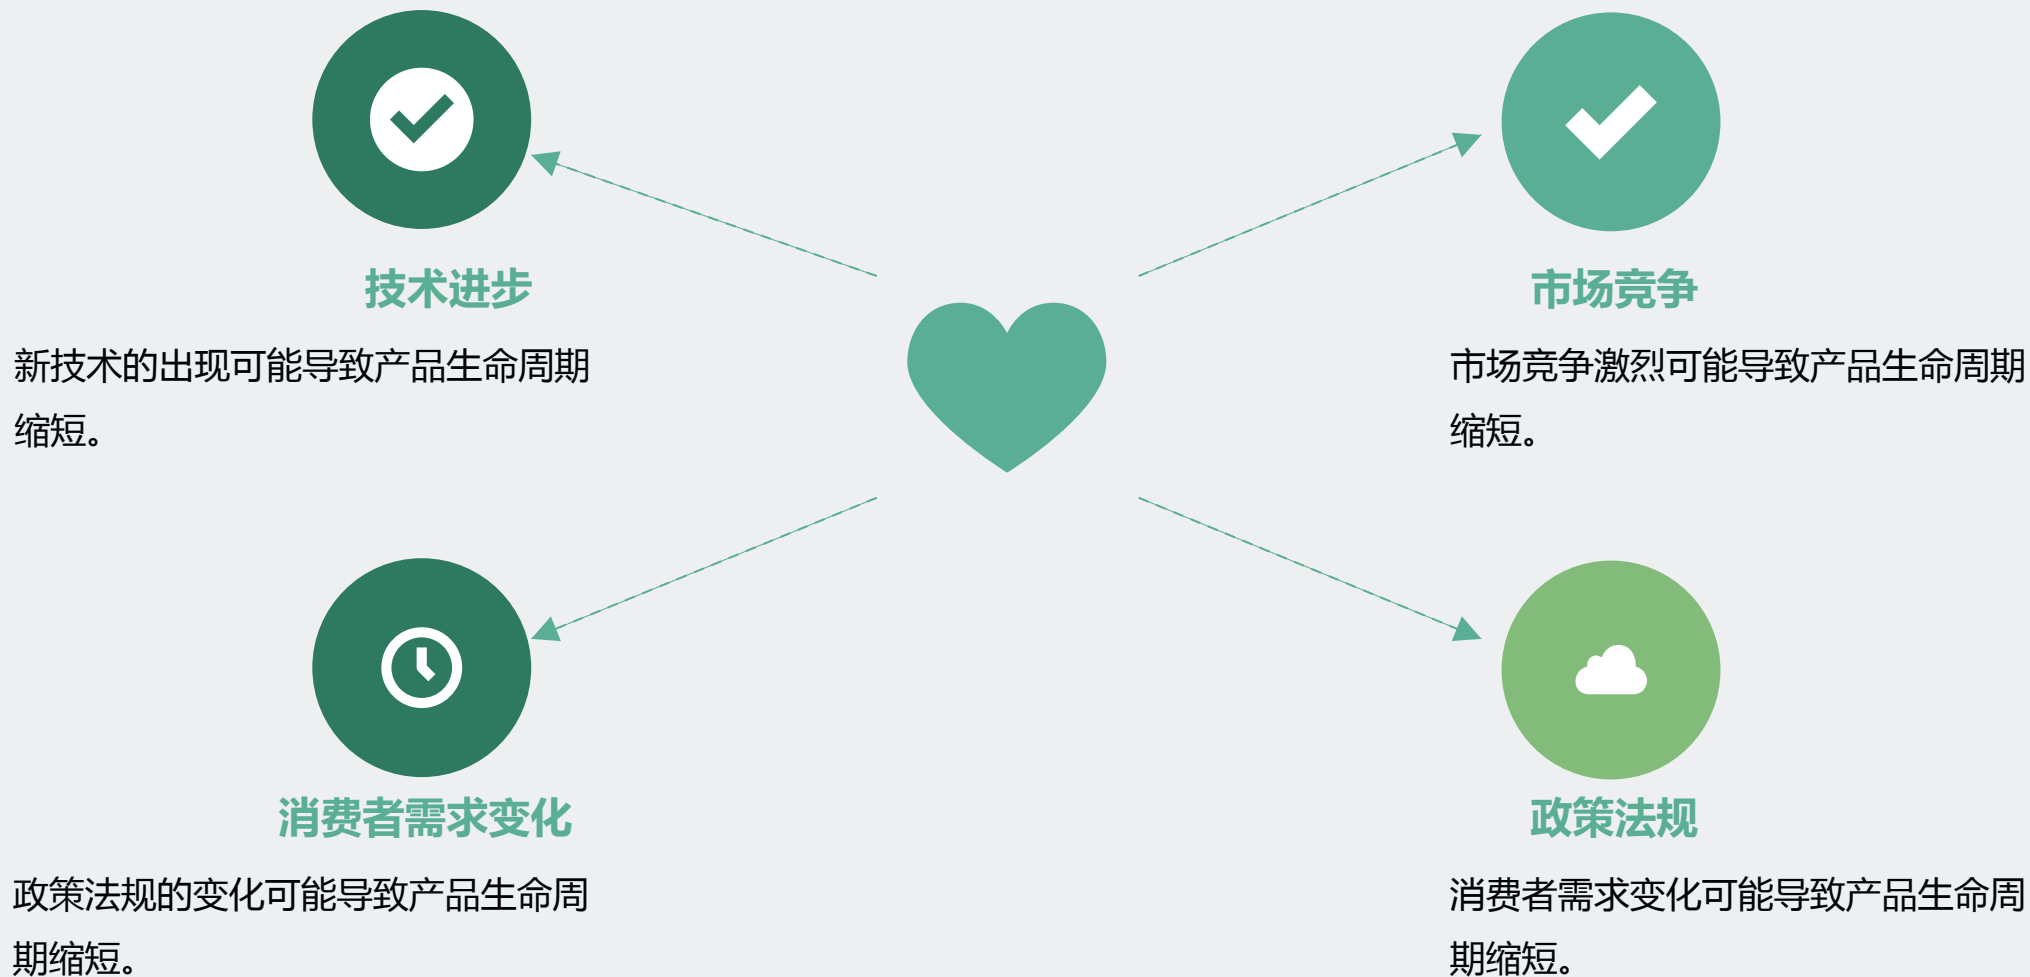 技术进步
新技术的出现可能导致产品生命周期
缩短。
市场竞争
市场竞争激烈可能导致产品生命周期
缩短。
消费者需求变化
政策法规的变化可能导致产品生命周
期缩短。
政策法规
消费者需求变化可能导致产品生命周
期缩短。